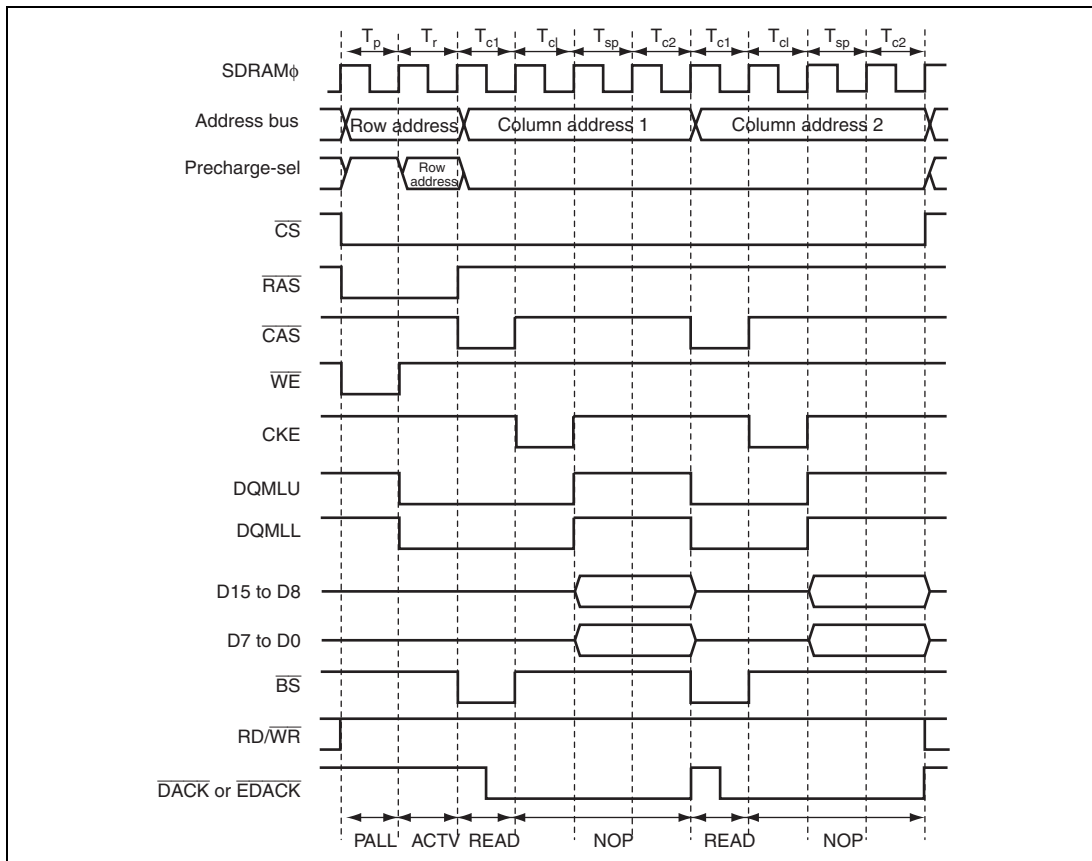 Tp Tr Tc1 Tcl Tsp Tc2 Tc1 Tcl Tsp Tc2
SDRAMφ
Address bus Row address Column address 1 Column address 2
Precharge-sel Row address
CS
RAS
CAS
WE
CKE
DQMLU
DQMLL
D15 to D8
D7 to D0
BS
RD/WR
DACK or EDACK
PALL ACTV READ NOP READ NOP